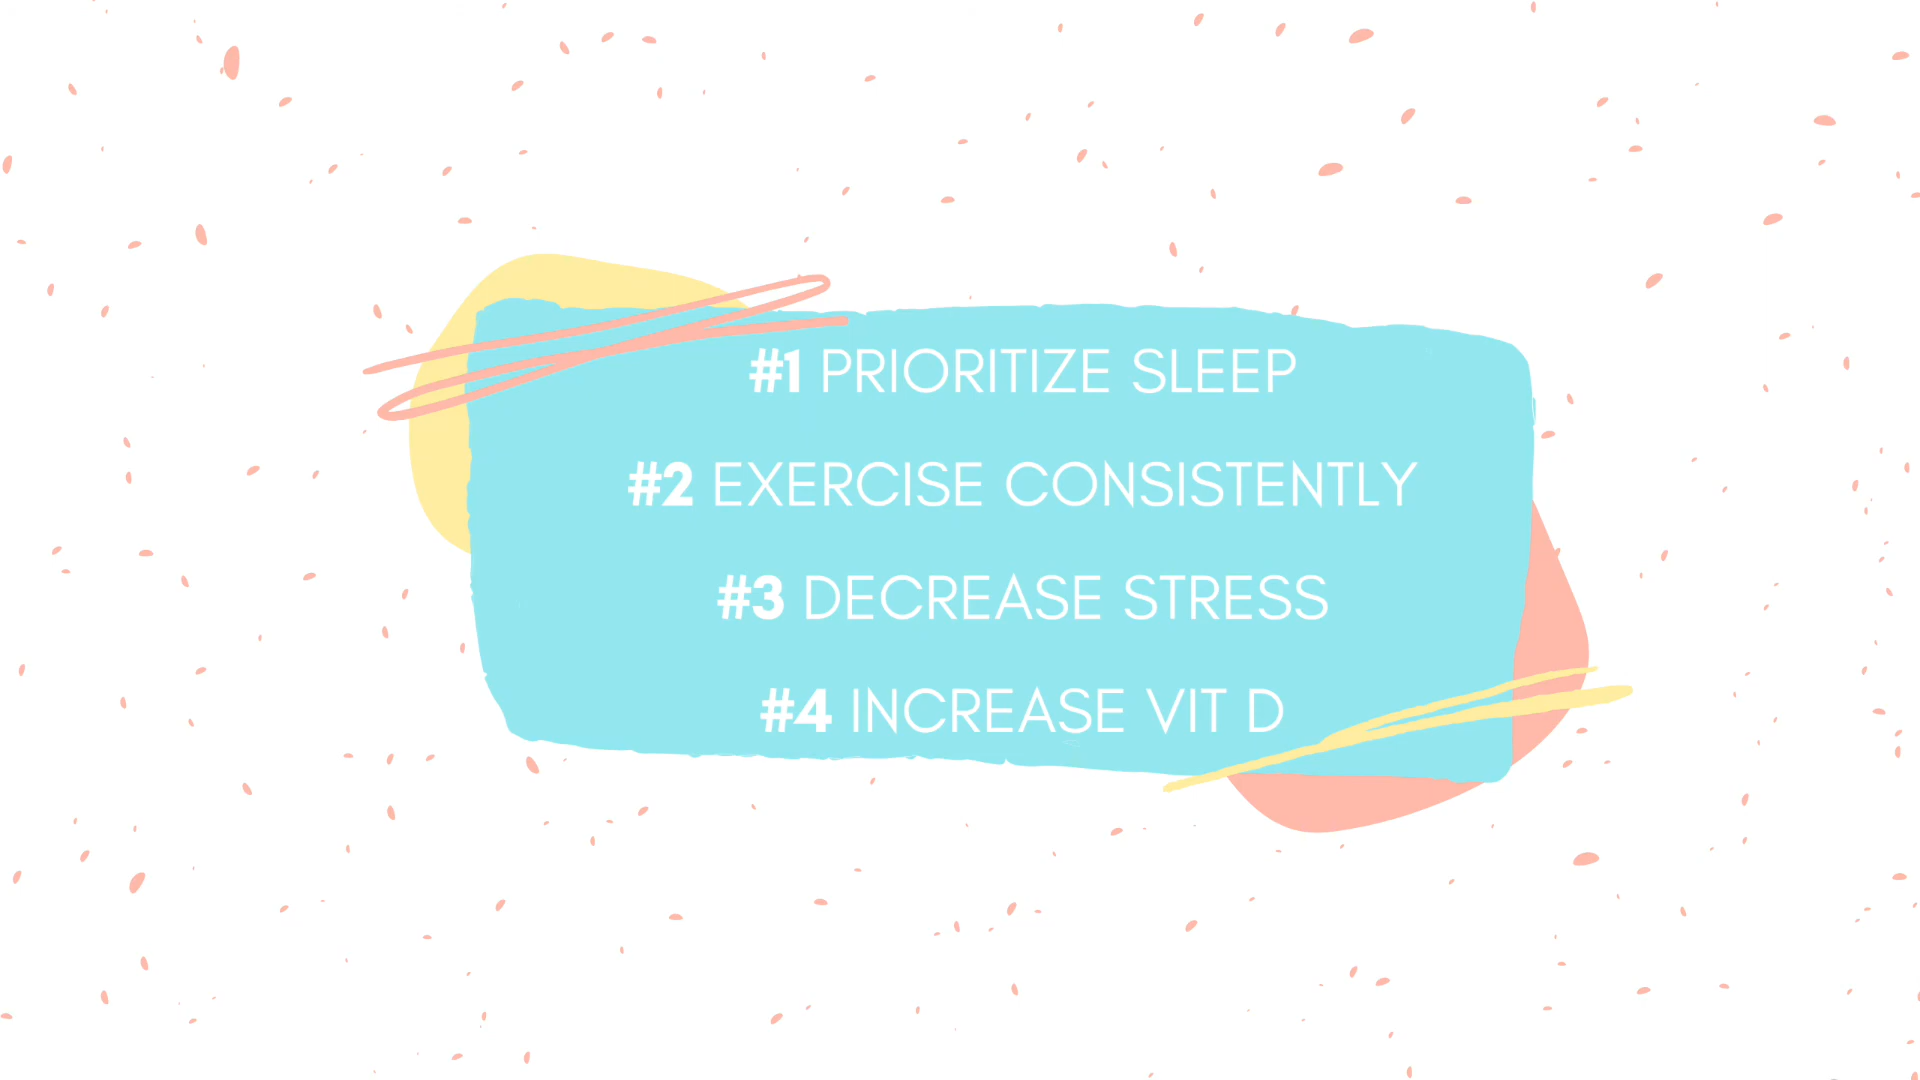 #1 PRIORITIZE SLEEP
#2 EXERCISE CONSISTENTLY
#3 DECREASE STRESS
#4 INCREASE VIT D